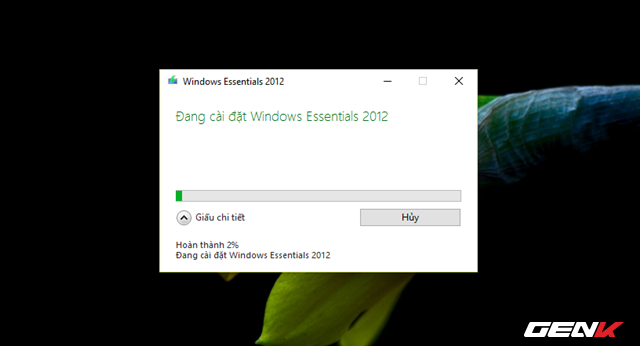 Windows Essentials 2012
Đang cài đặt Windows Essentials 2012
Giấu chi tiết
Hủy
Hoàn thành 2%
Đang cài đặt Windows Essentials 2012
GENK